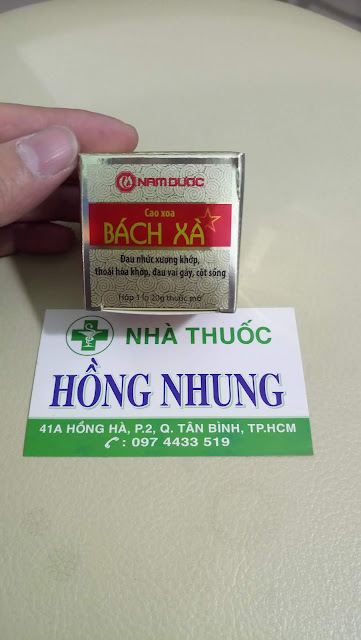 NAM DƯỢC
Cao xoa
BÁCH XÀ
Đau nhức xương khớp,
thoái hóa khớp, đau vai gáy, cột sống
Hộp 1 lọ 20g thuốc mỡ
NHÀ THUỐC
HỒNG NHUNG
41A HỒNG HÀ, P.2, Q. TÂN BÌNH, TP.HCM
: 097 4433 519